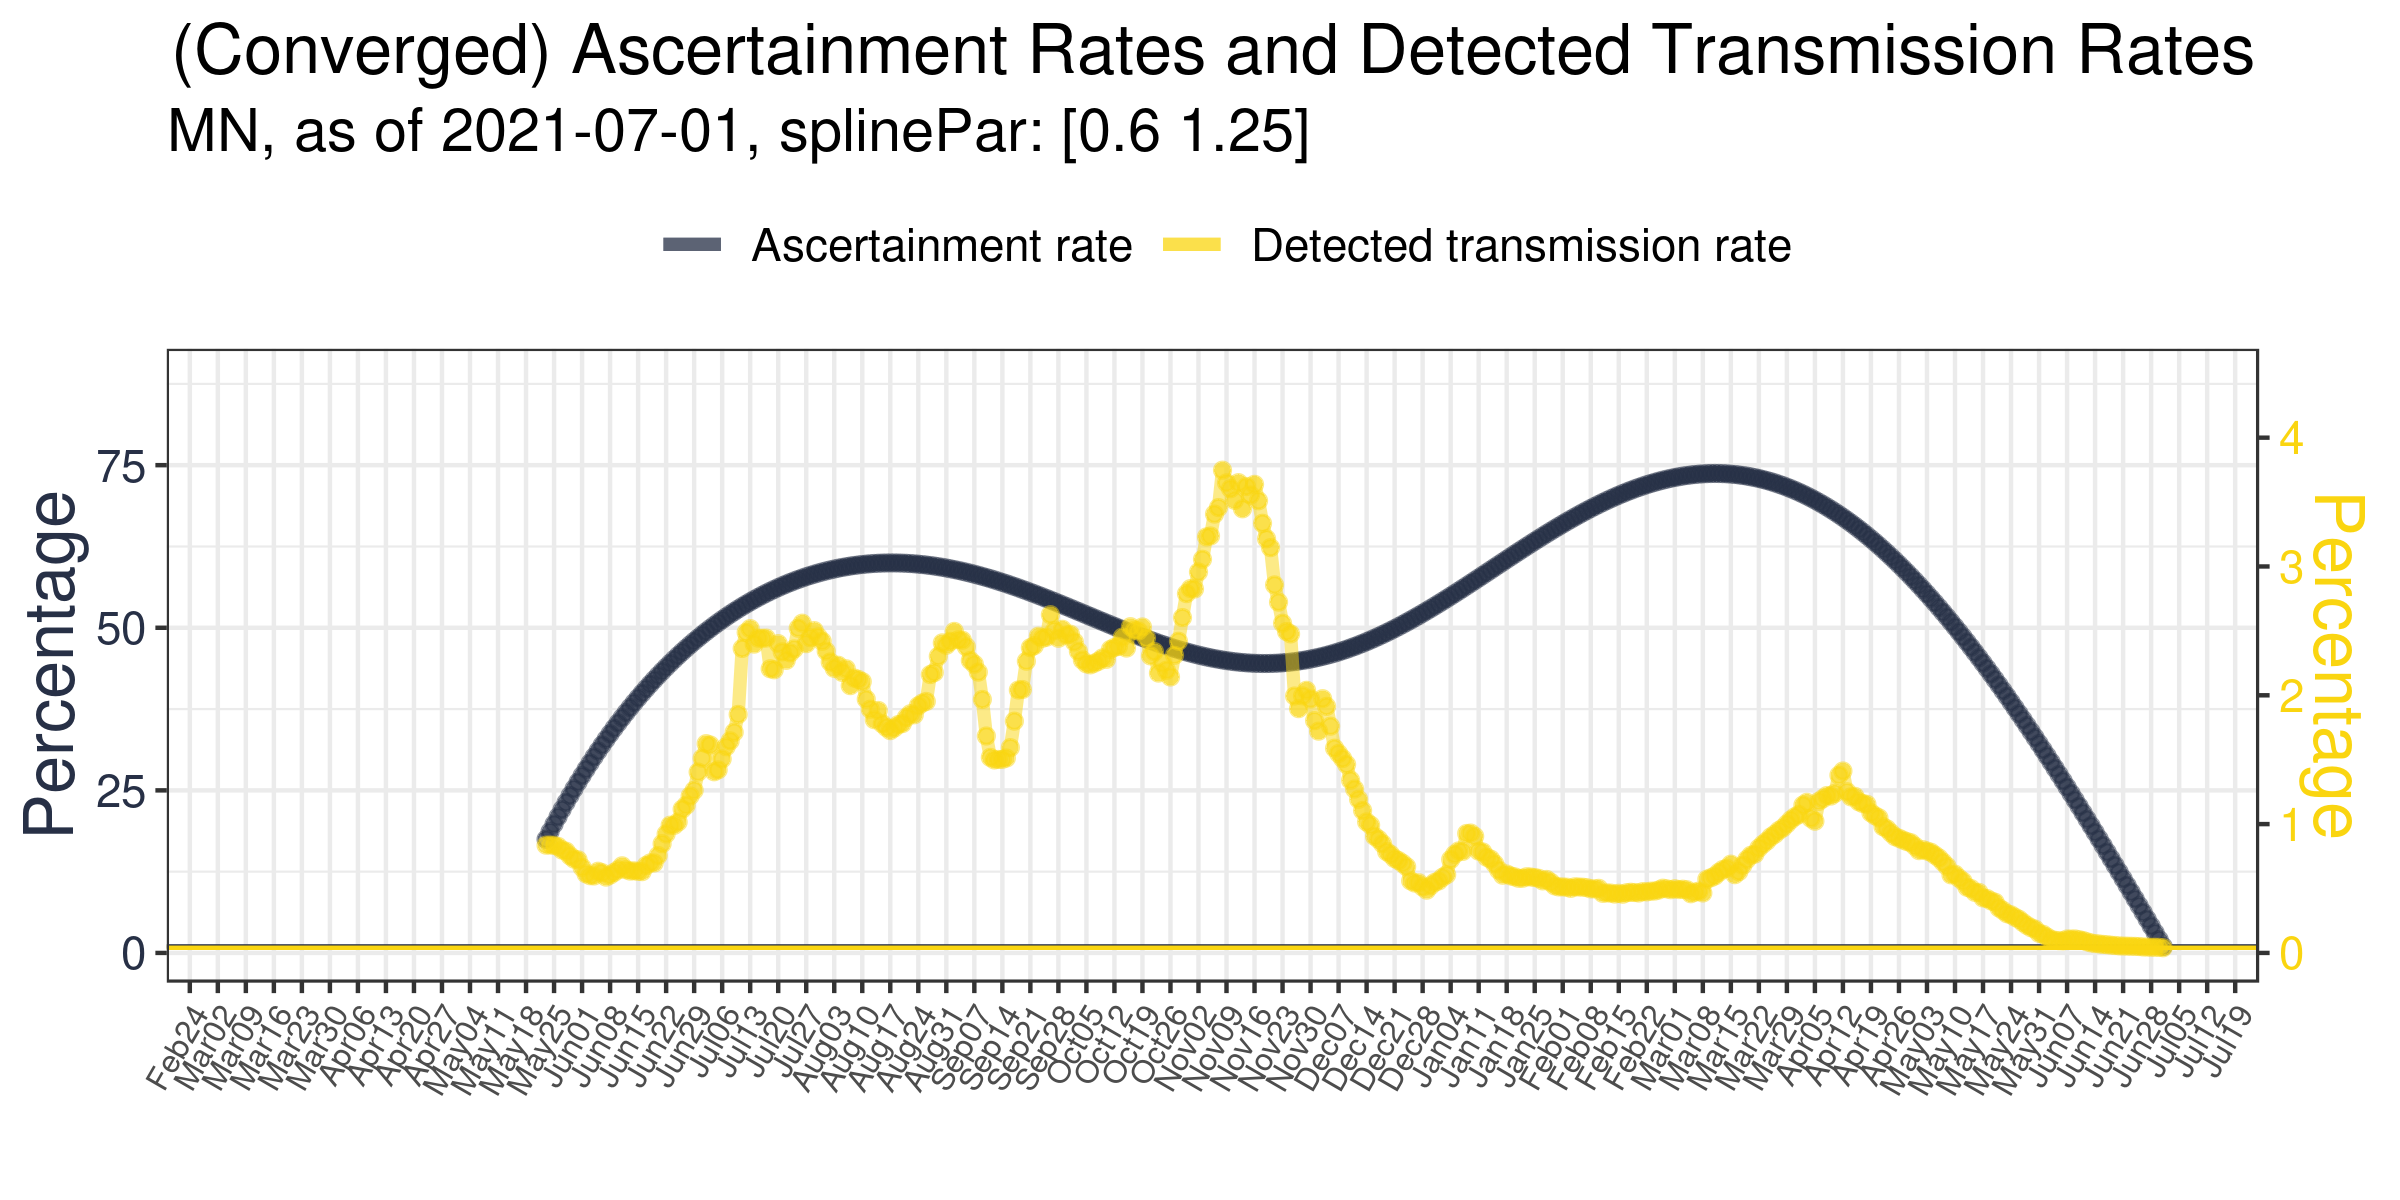 (Converged) Ascertainment Rates and Detected Transmission Rates
MN, as of 2021-07-01, splinePar: [0.6 1.25]
Ascertainment rate
Detected transmission rate
Percentage
75
50
25
0
4
3
2
1
0
Percentage
Feb24
Mar02
Mar09
Mar16
Mar23
Mar30
Apr06
Apr13
Apr20
Apr27
May04
May11
May18
May25
Jun01
Jun08
Jun15
Jun22
Jun29
Jul06
Jul13
Jul20
Jul27
Aug03
Aug10
Aug17
Aug24
Aug31
Sep07
Sep14
Sep21
Sep28
Oct05
Oct12
Oct19
Oct26
Nov02
Nov09
Nov16
Nov23
Nov30
Dec07
Dec14
Dec21
Dec28
Jan04
Jan11
Jan18
Jan25
Feb01
Feb08
Feb15
Feb22
Mar01
Mar08
Mar15
Mar22
Mar29
Apr05
Apr12
Apr19
Apr26
May03
May10
May17
May24
May31
Jun07
Jun14
Jun21
Jun28
Jul05
Jul12
Jul19